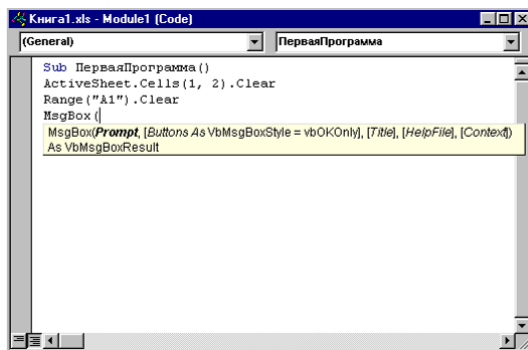 Книга1.xls - Module1 (Code)
(General) ПерваяПрограмма
Sub ПерваяПрограмма()
ActiveSheet.Cells(1, 2).Clear
Range("A1").Clear
MsgBox(
MsgBox(Prompt, [Buttons As VbMsgBoxStyle = vbOKOnly], [Title], [HelpFile], [Context])
As VbMsgBoxResult